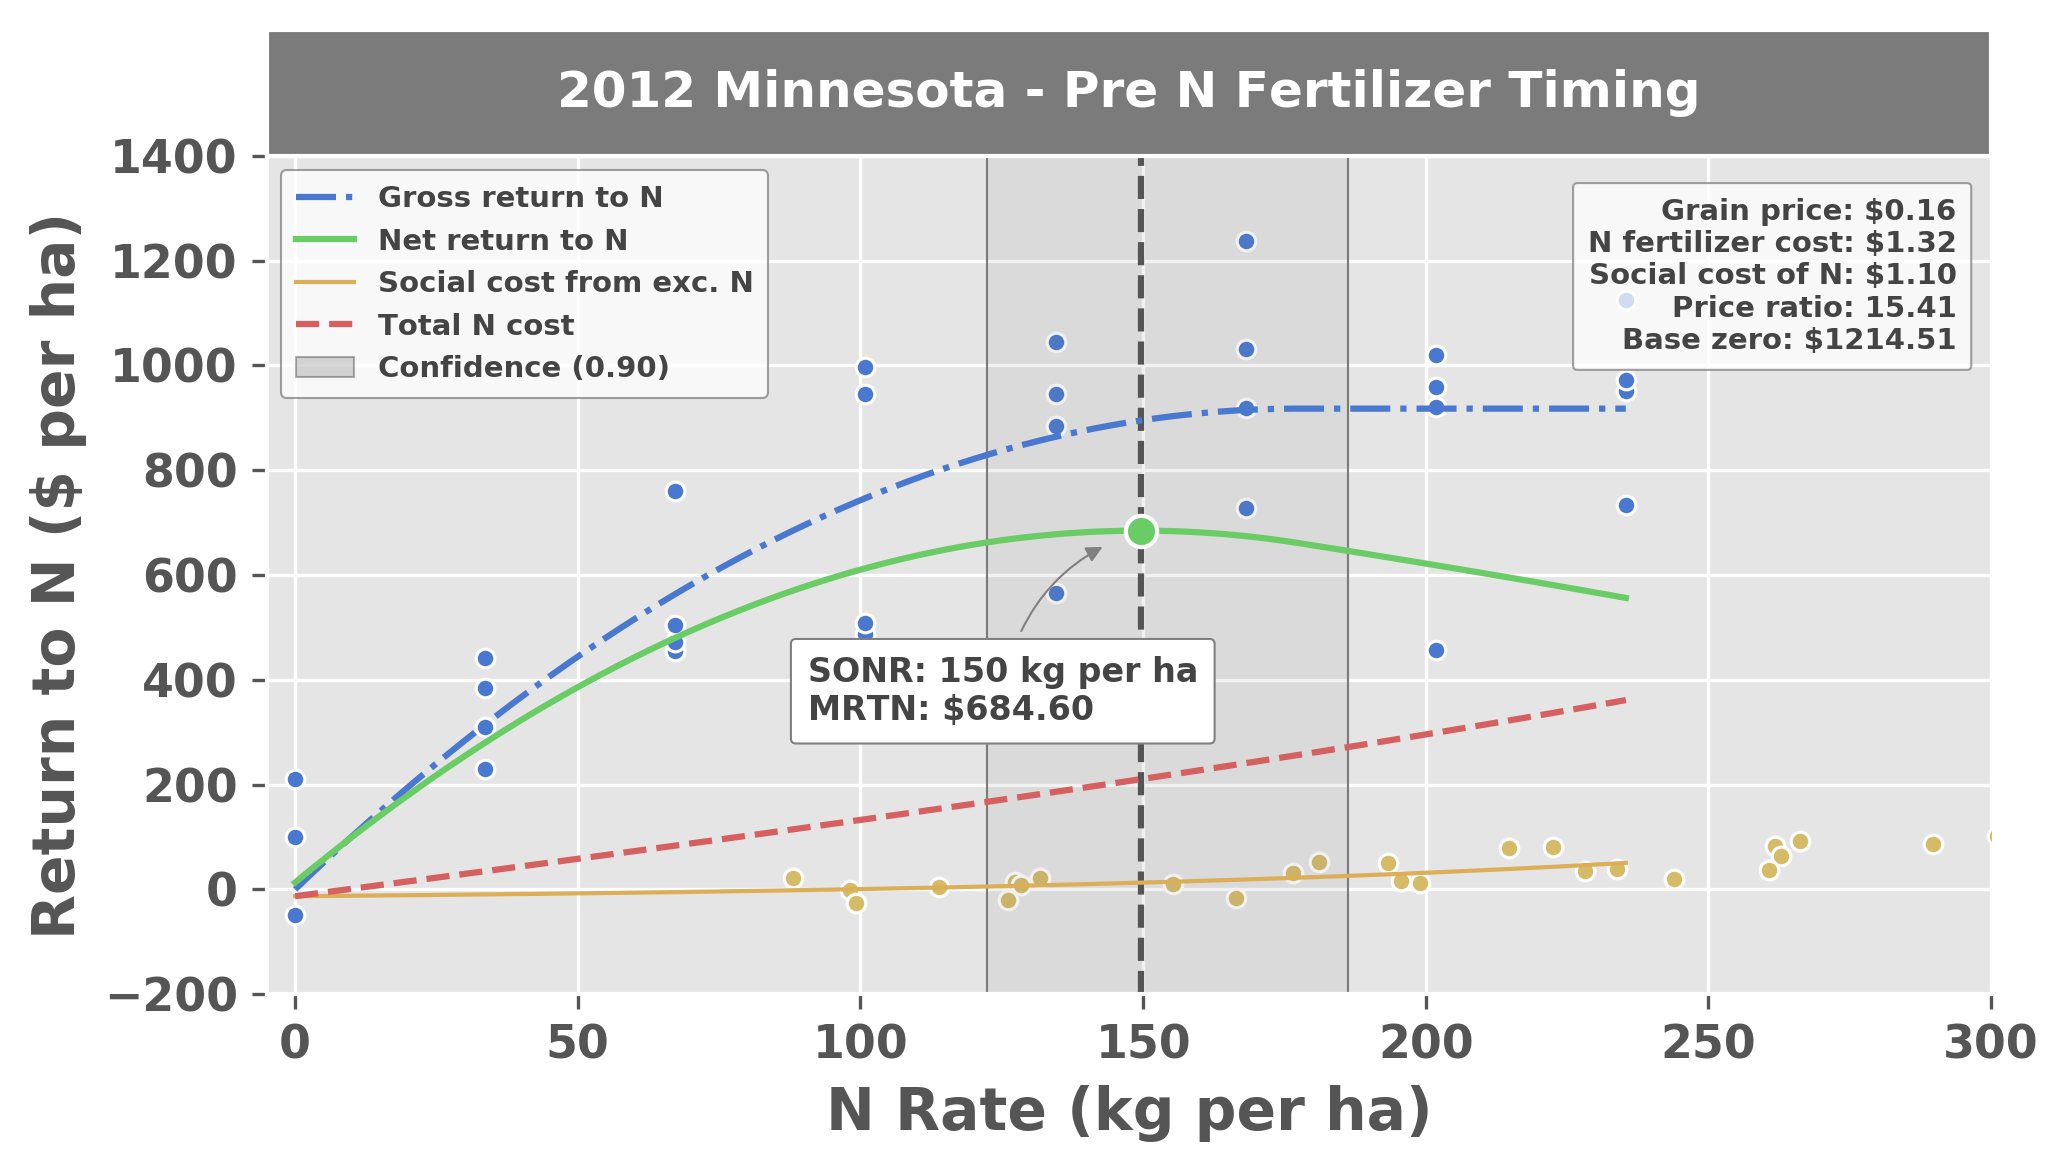 2012 Minnesota - Pre N Fertilizer Timing
Return to N ($ per ha)
1400
1200
1000
800
600
400
200
0
−200
Gross return to N
Net return to N
Social cost from exc. N
Total N cost
Confidence (0.90)
Grain price: $0.16
N fertilizer cost: $1.32
Social cost of N: $1.10
Price ratio: 15.41
Base zero: $1214.51
SONR: 150 kg per ha
MRTN: $684.60
0 50 100 150 200 250 300
N Rate (kg per ha)